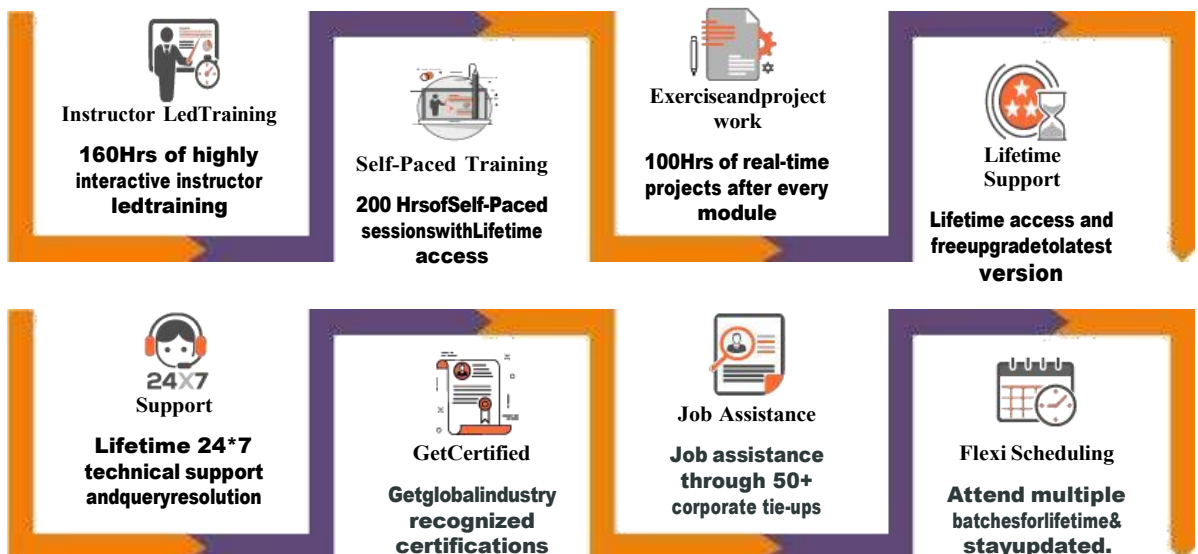 Instructor LedTraining
160Hrs of highly
interactive instructor
ledtraining
Self-Paced Training
200 HrsofSelf-Paced
sessionswithLifetime
access
Exerciseandproject
work
100Hrs of real-time
projects after every
module
Lifetime
Support
Lifetime access and
freeupgradetolatest
version
24X7
Support
Lifetime 24*7
technical support
andqueryresolution
GetCertified
Getglobalindustry
recognized
certifications
Job Assistance
Job assistance
through 50+
corporate tie-ups
Flexi Scheduling
Attend multiple
batchesforlifetime&
stayupdated.